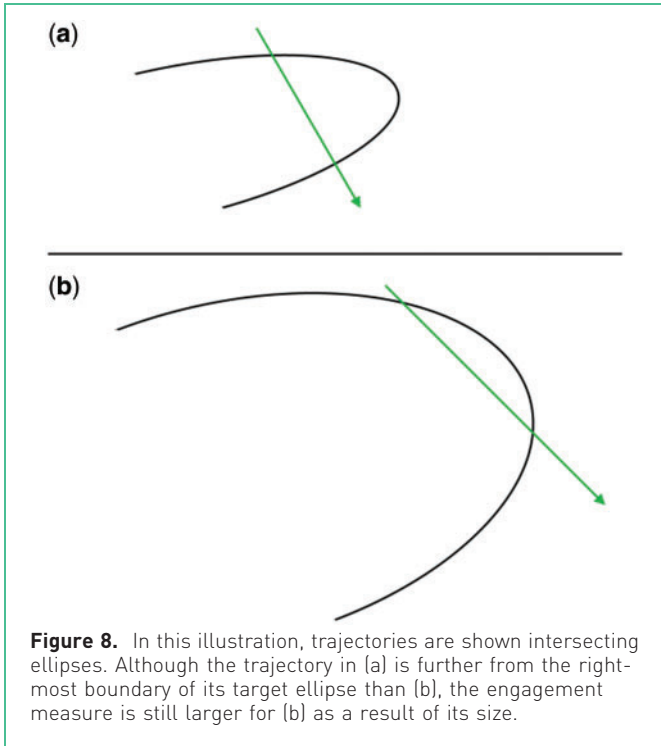 (a)
(b)
Figure 8. In this illustration, trajectories are shown intersecting
ellipses. Although the trajectory in (a) is further from the right-
most boundary of its target ellipse than (b), the engagement
measure is still larger for (b) as a result of its size.